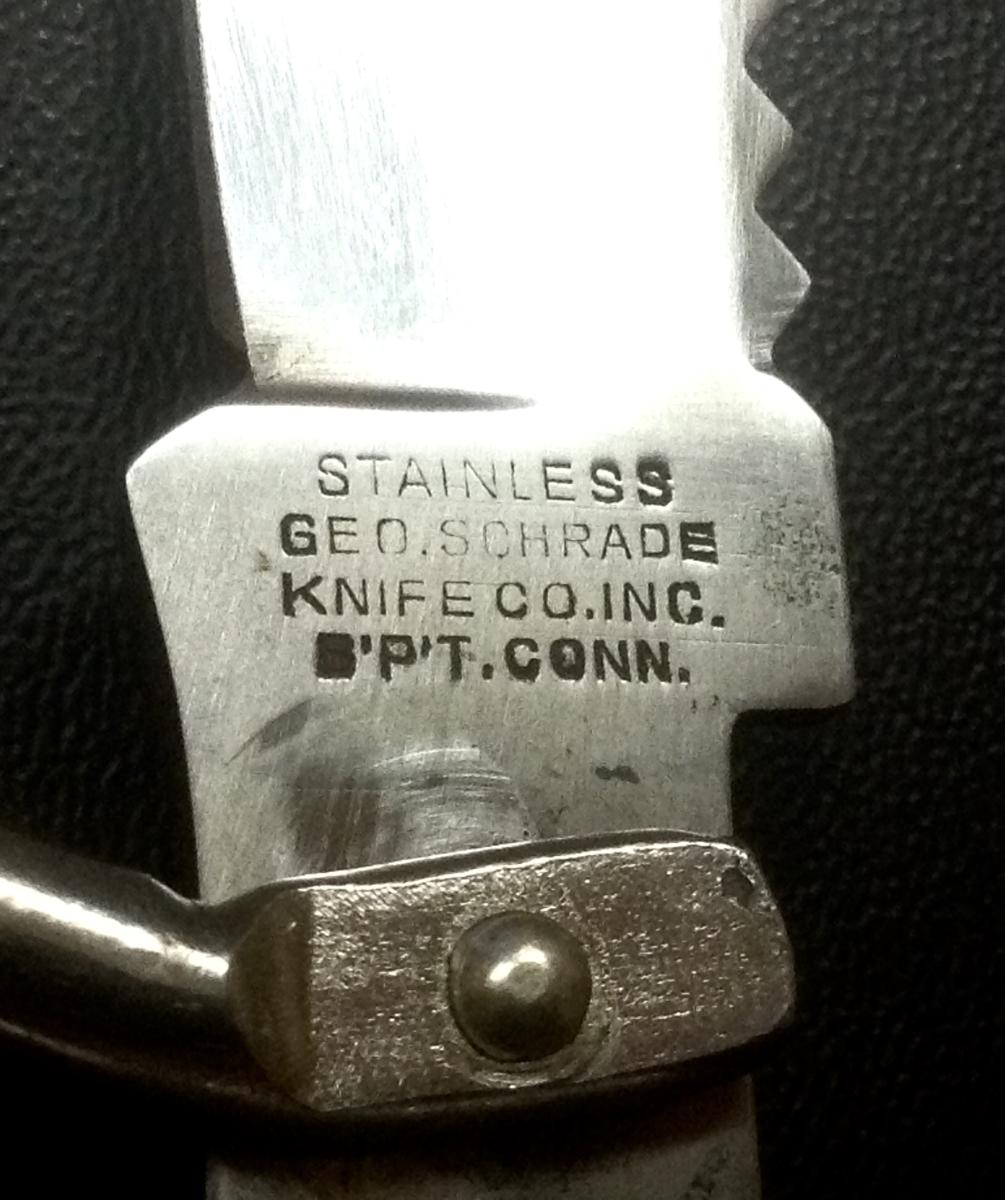 STAINLESS
GEO.SCHRADE
KNIFE CO.INC.
B'P'T.CONN.